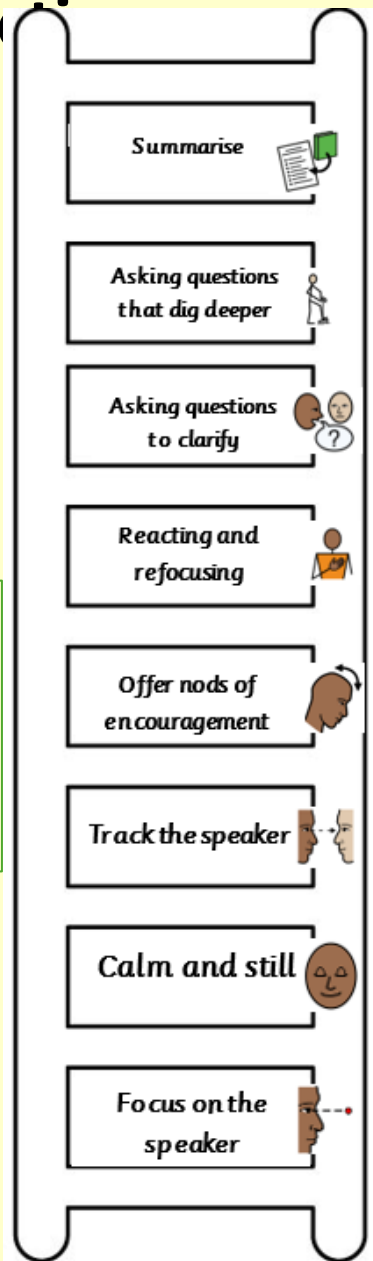 Summarise
Asking questions
that dig deeper
Asking questions
to clarify
?
Reacting and
refocusing
Offer nods of
encouragement
Track the speaker
Calm and still
Focus on the
speaker